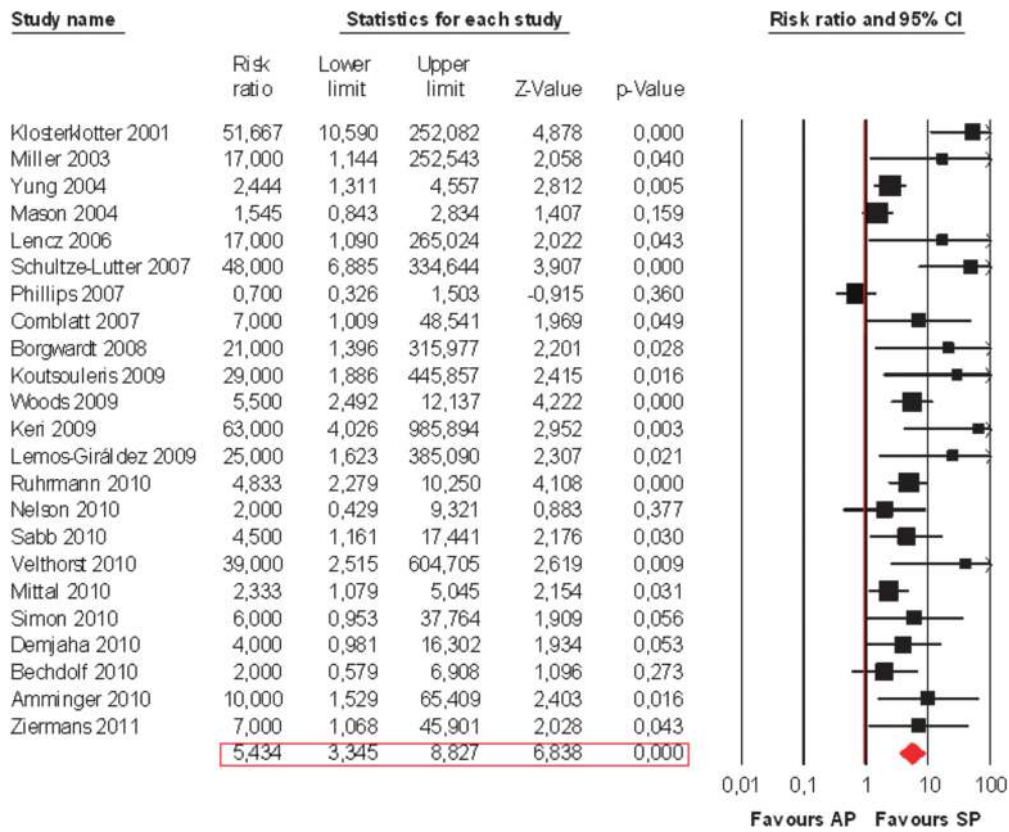 Study name Statistics for each study Risk ratio and 95% CI
Risk ratio Lower limit Upper limit Z-Value p-Value
Klosterklotter 2001 51,667 10,590 252,082 4,878 0,000
Miller 2003 17,000 1,144 252,543 2,058 0,040
Yung 2004 2,444 1,311 4,557 2,812 0,005
Mason 2004 1,545 0,843 2,834 1,407 0,159
Lencz 2006 17,000 1,090 265,024 2,022 0,043
Schultze-Lutter 2007 48,000 6,885 334,644 3,907 0,000
Phillips 2007 0,700 0,326 1,503 -0,915 0,360
Cornblatt 2007 7,000 1,009 48,541 1,969 0,049
Borgwardt 2008 21,000 1,396 315,977 2,201 0,028
Koutsouleris 2009 29,000 1,886 445,857 2,415 0,016
Woods 2009 5,500 2,492 12,137 4,222 0,000
Keri 2009 63,000 4,026 985,894 2,952 0,003
Lemos-Giráldez 2009 25,000 1,623 385,090 2,307 0,021
Ruhrmann 2010 4,833 2,279 10,250 4,108 0,000
Nelson 2010 2,000 0,429 9,321 0,883 0,377
Sabb 2010 4,500 1,161 17,441 2,176 0,030
Velthorst 2010 39,000 2,515 604,705 2,619 0,009
Mittal 2010 2,333 1,079 5,045 2,154 0,031
Simon 2010 6,000 0,953 37,764 1,909 0,056
Demjaha 2010 4,000 0,981 16,302 1,934 0,053
Bechdolf 2010 2,000 0,579 6,908 1,096 0,273
Amminger 2010 10,000 1,529 65,409 2,403 0,016
Ziermans 2011 7,000 1,068 45,901 2,028 0,043
5,434 3,345 8,827 6,838 0,000
0,01 0,1 1 10 100
Favours AP Favours SP